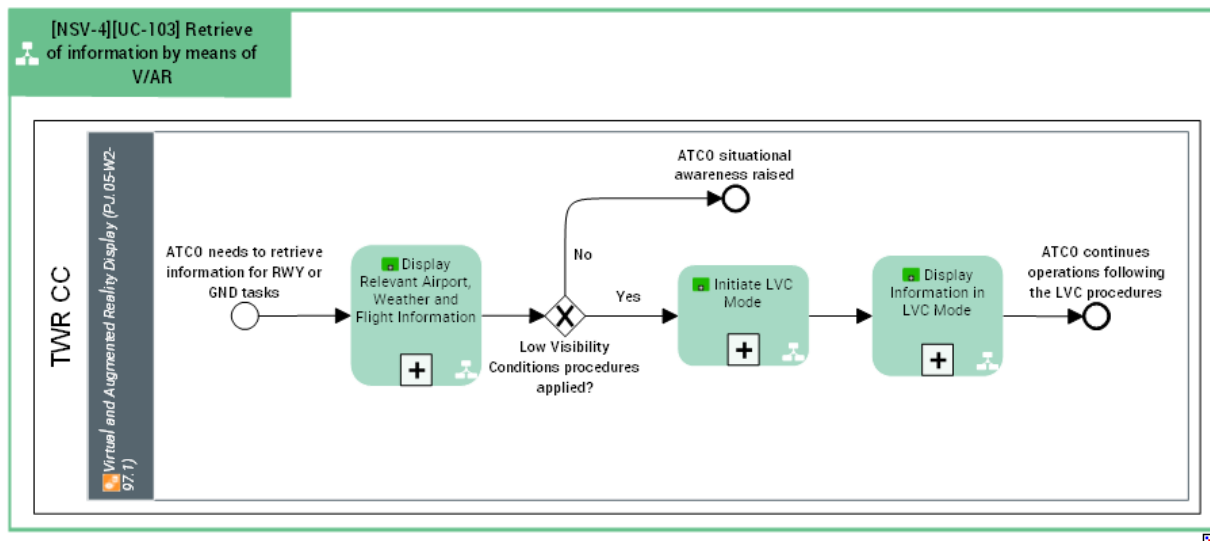 [NSV-4][UC-103] Retrieve
of information by means of
V/AR
TWR CC
Virtual and Augmented Reality Display (PJ.05-W2-
97.1)
ATCO needs to retrieve
information for RWY or
GND tasks
Display
Relevant Airport,
Weather and
Flight Information
Low Visibility
Conditions procedures
applied?
No
Yes
ATCO situational
awareness raised
Initiate LVC
Mode
Display
Information in
LVC Mode
ATCO continues
operations following
the LVC procedures